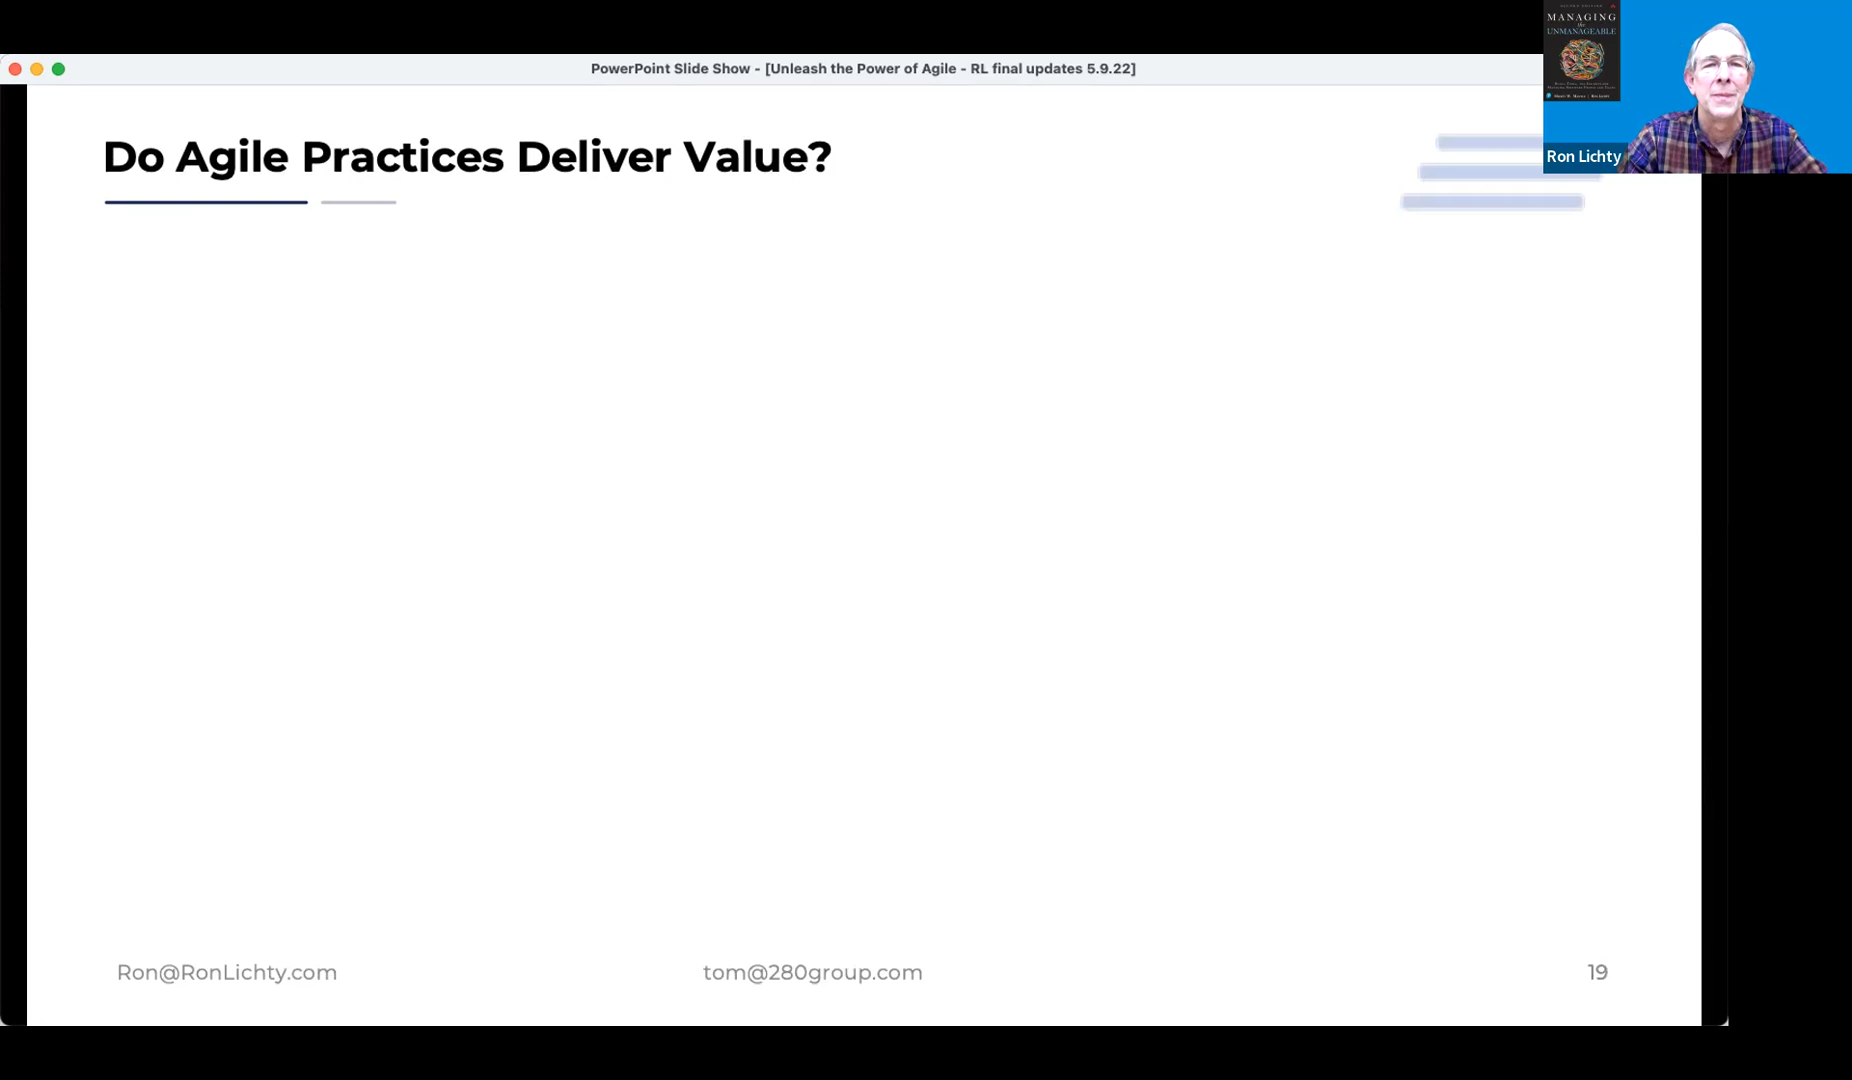 PowerPoint Slide Show - [Unleash the Power of Agile - RL final updates 5.9.22]
MANAGING
the
UNMANAGEABLE
Ron Lichty
Do Agile Practices Deliver Value?
Ron@RonLichty.com
tom@280group.com
19